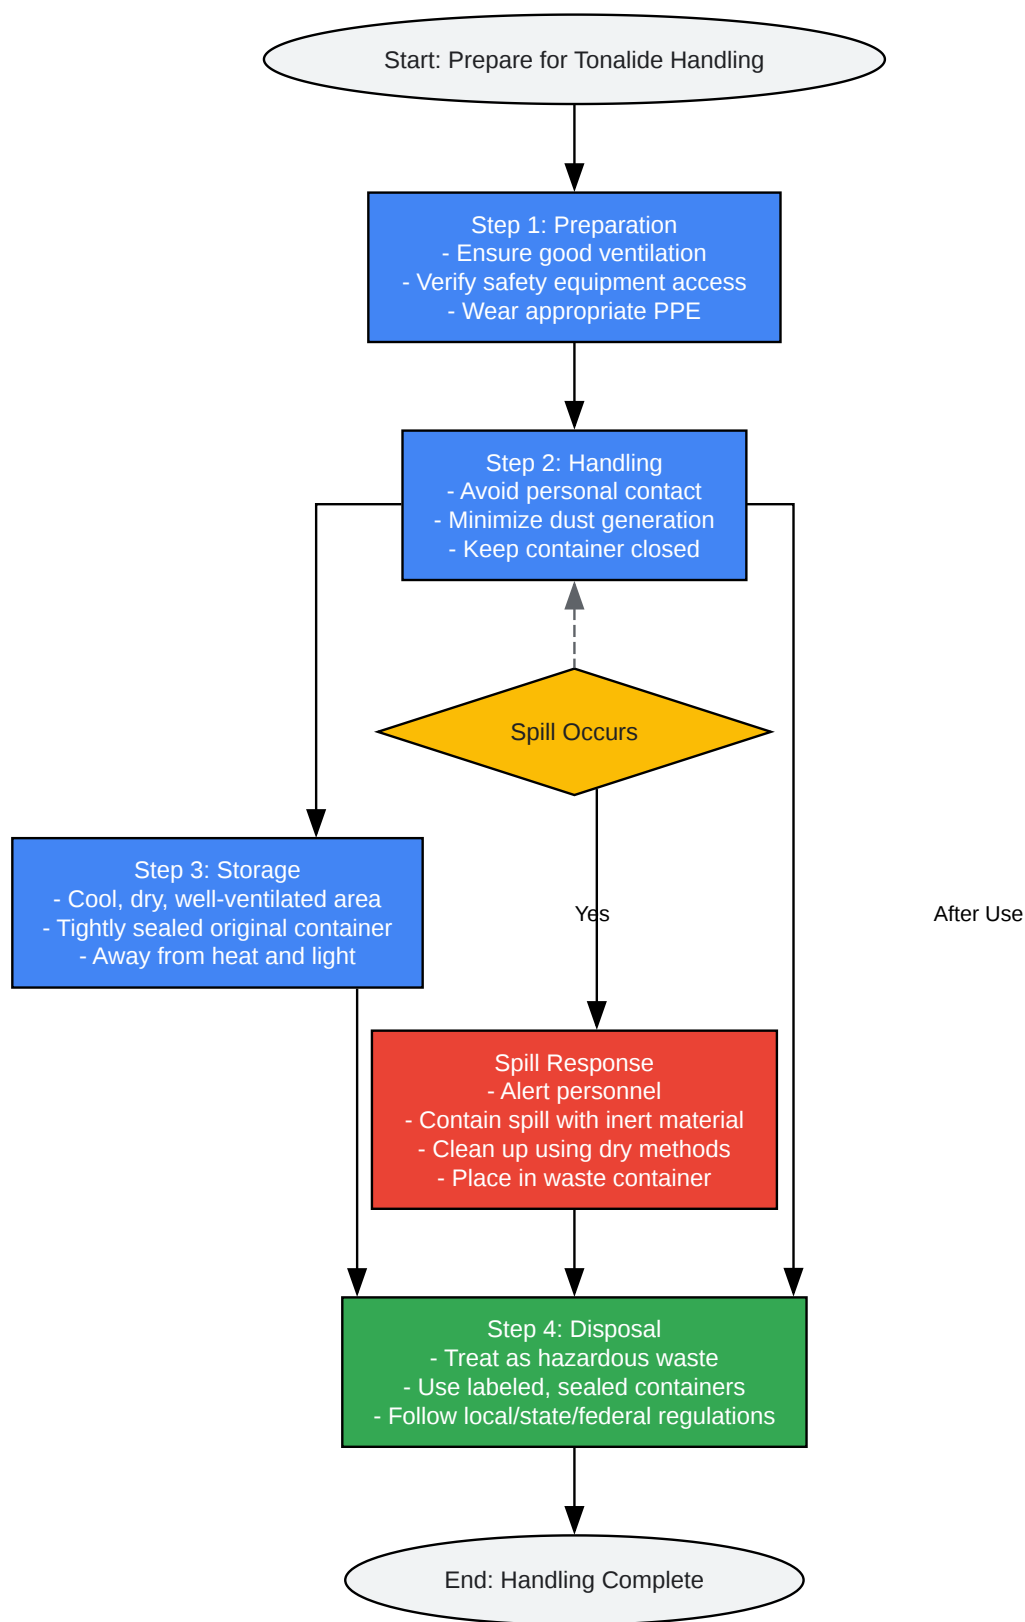 Start: Prepare for Tonalide Handling
Step 1: Preparation
- Ensure good ventilation
- Verify safety equipment access
- Wear appropriate PPE
Step 2: Handling
- Avoid personal contact
- Minimize dust generation
- Keep container closed
Spill Occurs
Step 3: Storage
- Cool, dry, well-ventilated area
- Tightly sealed original container
- Away from heat and light
Yes
After Use
Spill Response
- Alert personnel
- Contain spill with inert material
- Clean up using dry methods
- Place in waste container
Step 4: Disposal
- Treat as hazardous waste
- Use labeled, sealed containers
- Follow local/state/federal regulations
End: Handling Complete